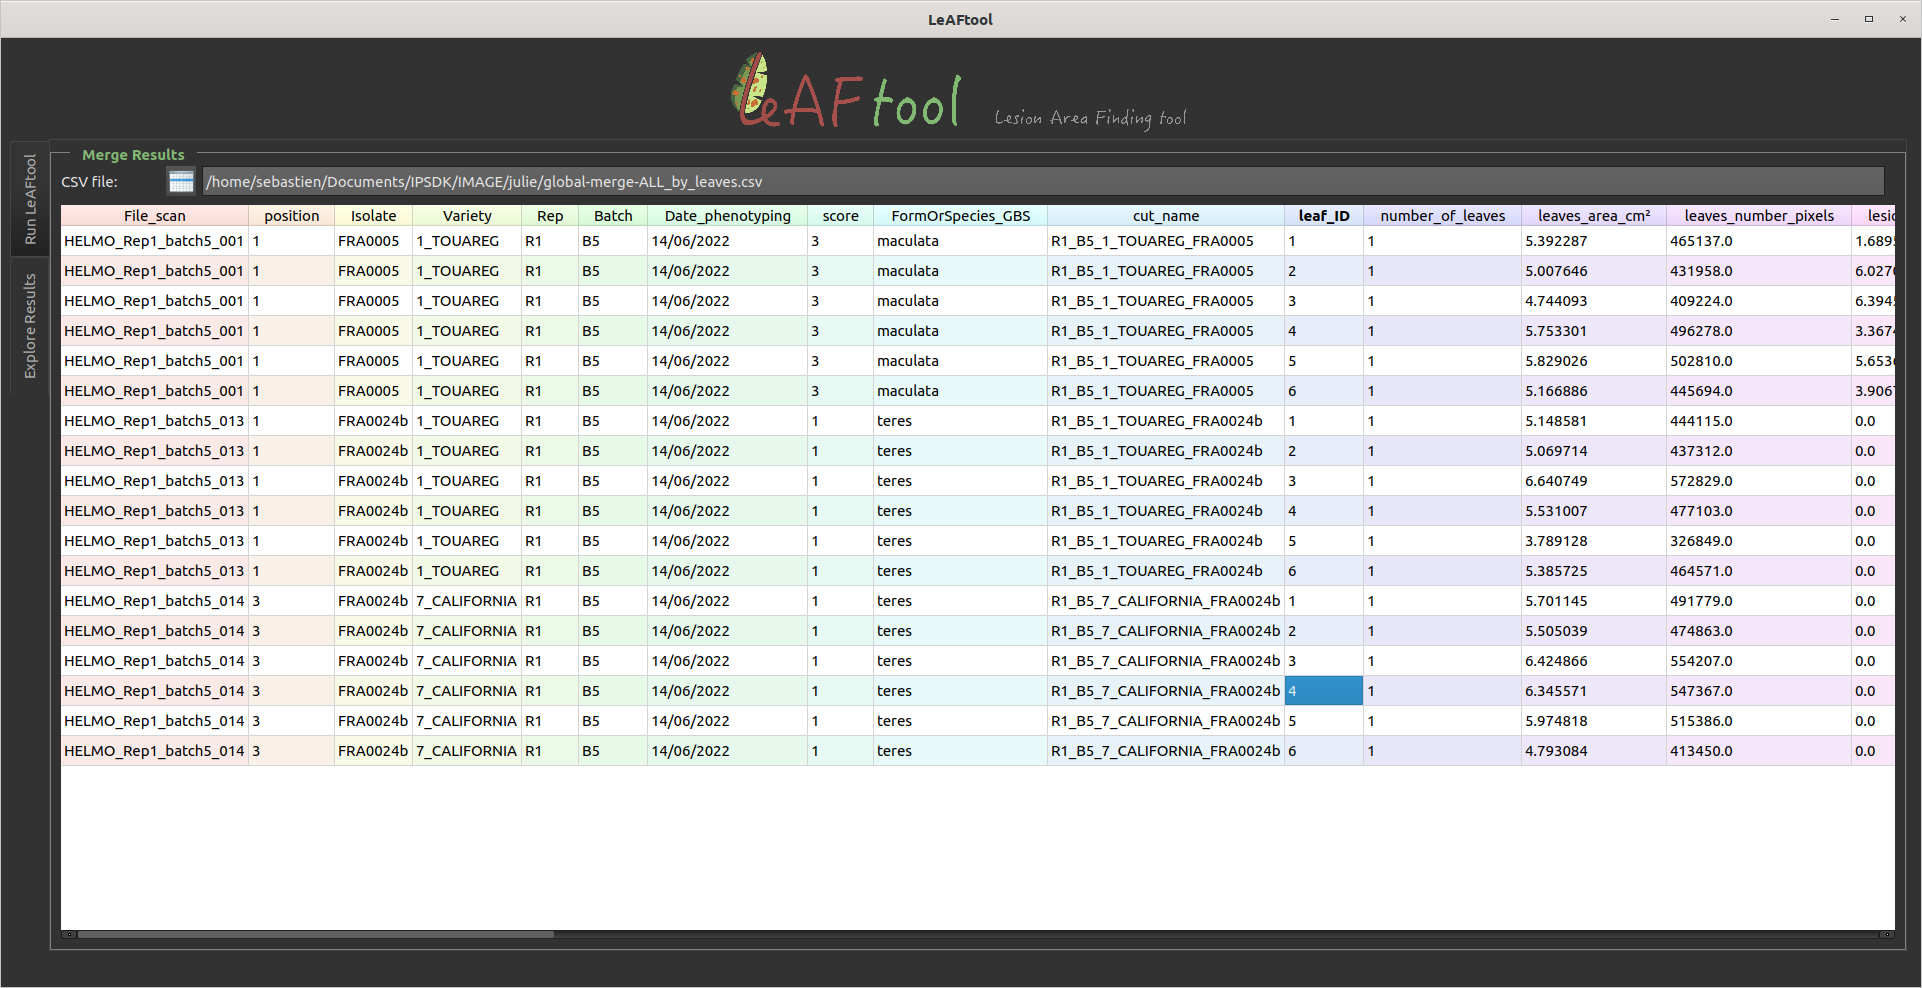 LeAFtool
LeAFtool
Lesion Area Finding tool
Run LeAFtool
Explore Results
Merge Results
CSV file: /home/sebastien/Documents/IPSDK/IMAGE/julie/global-merge-ALL_by_leaves.csv
File_scan position Isolate Variety Rep Batch Date_phenotyping score FormOrSpecies_GBS cut_name leaf_ID number_of_leaves leaves_area_cm² leaves_number_pixels lesic
HELMO_Rep1_batch5_001 1 FRA0005 1_TOUAREG R1 B5 14/06/2022 3 maculata R1_B5_1_TOUAREG_FRA0005 1 1 5.392287 465137.0 1.689
HELMO_Rep1_batch5_001 1 FRA0005 1_TOUAREG R1 B5 14/06/2022 3 maculata R1_B5_1_TOUAREG_FRA0005 2 1 5.007646 431958.0 6.027
HELMO_Rep1_batch5_001 1 FRA0005 1_TOUAREG R1 B5 14/06/2022 3 maculata R1_B5_1_TOUAREG_FRA0005 3 1 4.744093 409224.0 6.394
HELMO_Rep1_batch5_001 1 FRA0005 1_TOUAREG R1 B5 14/06/2022 3 maculata R1_B5_1_TOUAREG_FRA0005 4 1 5.753301 496278.0 3.367
HELMO_Rep1_batch5_001 1 FRA0005 1_TOUAREG R1 B5 14/06/2022 3 maculata R1_B5_1_TOUAREG_FRA0005 5 1 5.829026 502810.0 5.653
HELMO_Rep1_batch5_001 1 FRA0005 1_TOUAREG R1 B5 14/06/2022 3 maculata R1_B5_1_TOUAREG_FRA0005 6 1 5.166886 445694.0 3.906
HELMO_Rep1_batch5_013 1 FRA0024b 1_TOUAREG R1 B5 14/06/2022 1 teres R1_B5_1_TOUAREG_FRA0024b 1 1 5.148581 444115.0 0.0
HELMO_Rep1_batch5_013 1 FRA0024b 1_TOUAREG R1 B5 14/06/2022 1 teres R1_B5_1_TOUAREG_FRA0024b 2 1 5.069714 437312.0 0.0
HELMO_Rep1_batch5_013 1 FRA0024b 1_TOUAREG R1 B5 14/06/2022 1 teres R1_B5_1_TOUAREG_FRA0024b 3 1 6.640749 572829.0 0.0
HELMO_Rep1_batch5_013 1 FRA0024b 1_TOUAREG R1 B5 14/06/2022 1 teres R1_B5_1_TOUAREG_FRA0024b 4 1 5.531007 477103.0 0.0
HELMO_Rep1_batch5_013 1 FRA0024b 1_TOUAREG R1 B5 14/06/2022 1 teres R1_B5_1_TOUAREG_FRA0024b 5 1 3.789128 326849.0 0.0
HELMO_Rep1_batch5_013 1 FRA0024b 1_TOUAREG R1 B5 14/06/2022 1 teres R1_B5_1_TOUAREG_FRA0024b 6 1 5.385725 464571.0 0.0
HELMO_Rep1_batch5_014 3 FRA0024b 7_CALIFORNIA R1 B5 14/06/2022 1 teres R1_B5_7_CALIFORNIA_FRA0024b 1 1 5.701145 491779.0 0.0
HELMO_Rep1_batch5_014 3 FRA0024b 7_CALIFORNIA R1 B5 14/06/2022 1 teres R1_B5_7_CALIFORNIA_FRA0024b 2 1 5.505039 474863.0 0.0
HELMO_Rep1_batch5_014 3 FRA0024b 7_CALIFORNIA R1 B5 14/06/2022 1 teres R1_B5_7_CALIFORNIA_FRA0024b 3 1 6.424866 554207.0 0.0
HELMO_Rep1_batch5_014 3 FRA0024b 7_CALIFORNIA R1 B5 14/06/2022 1 teres R1_B5_7_CALIFORNIA_FRA0024b 4 1 6.345571 547367.0 0.0
HELMO_Rep1_batch5_014 3 FRA0024b 7_CALIFORNIA R1 B5 14/06/2022 1 teres R1_B5_7_CALIFORNIA_FRA0024b 5 1 5.974818 515386.0 0.0
HELMO_Rep1_batch5_014 3 FRA0024b 7_CALIFORNIA R1 B5 14/06/2022 1 teres R1_B5_7_CALIFORNIA_FRA0024b 6 1 4.793084 413450.0 0.0